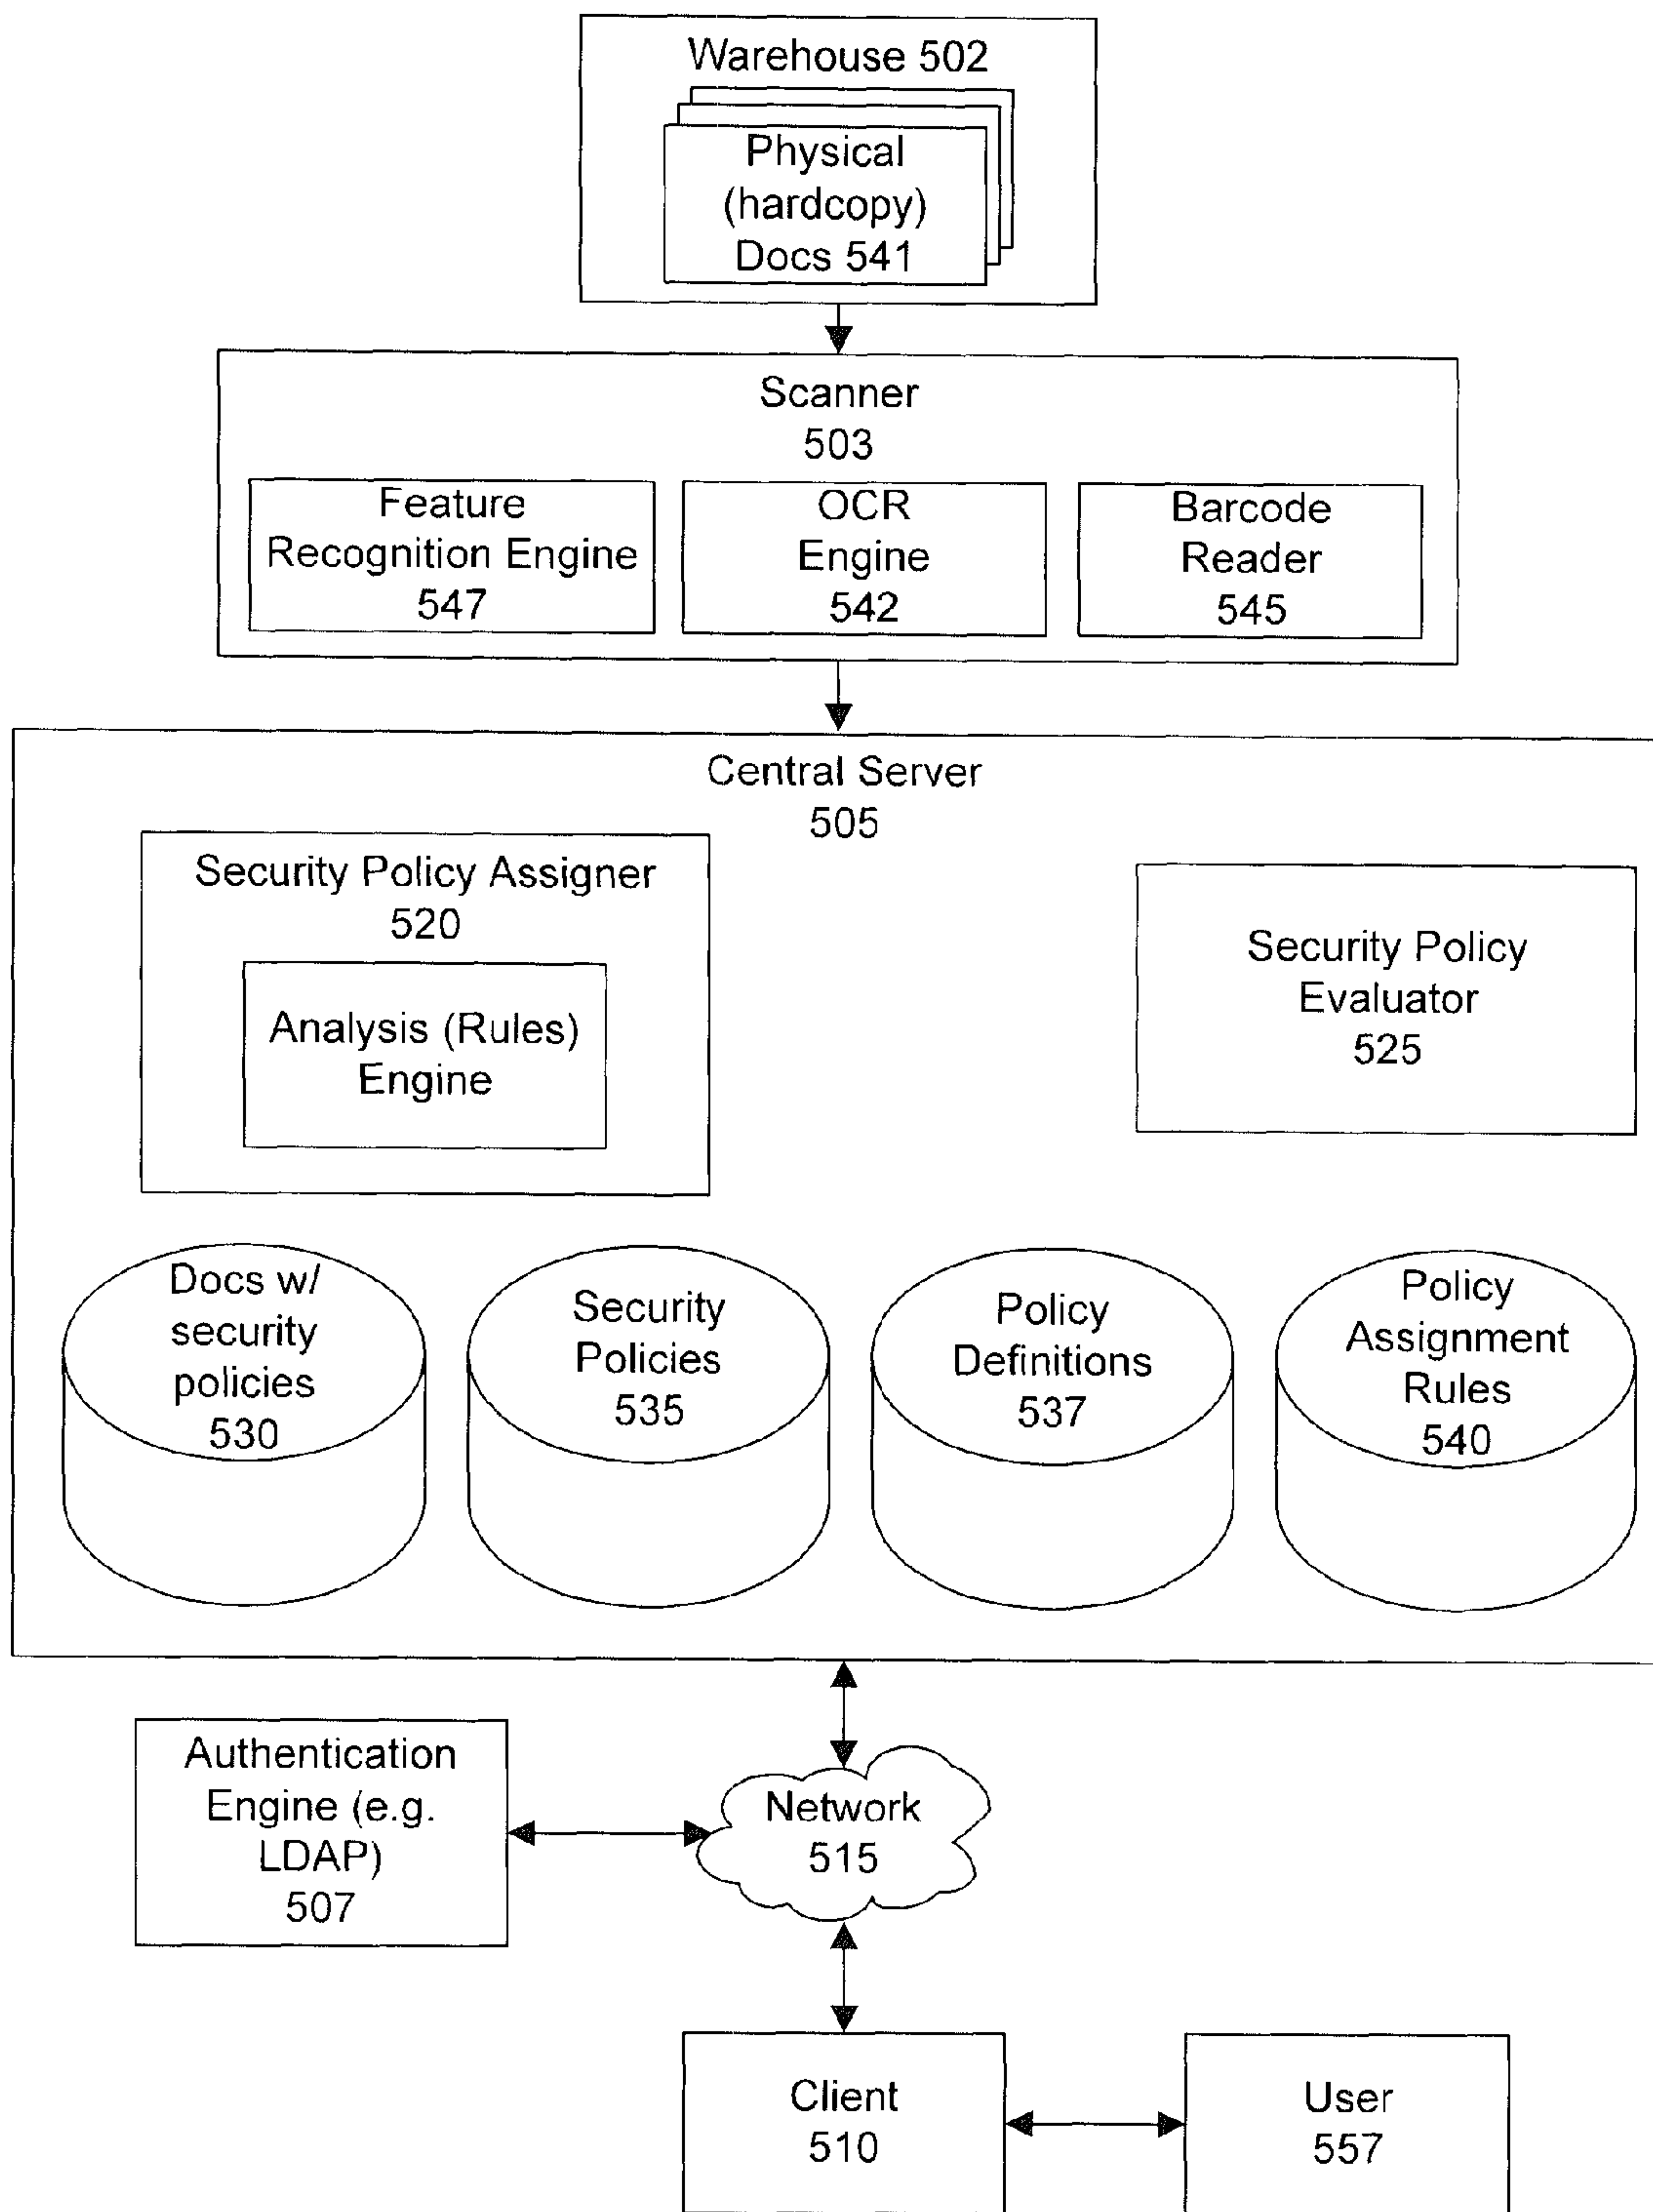 Warehouse 502
Physical
(hardcopy)
Docs 541
Scanner
503
Feature
Recognition Engine
547
OCR
Engine
542
Barcode
Reader
545
Central Server
505
Security Policy Assigner
520
Analysis (Rules)
Engine
Security Policy
Evaluator
525
Docs w/
security
policies
530
Security
Policies
535
Policy
Definitions
537
Policy
Assignment
Rules
540
Authentication
Engine (e.g.
LDAP)
507
Network
515
Client
510
User
557